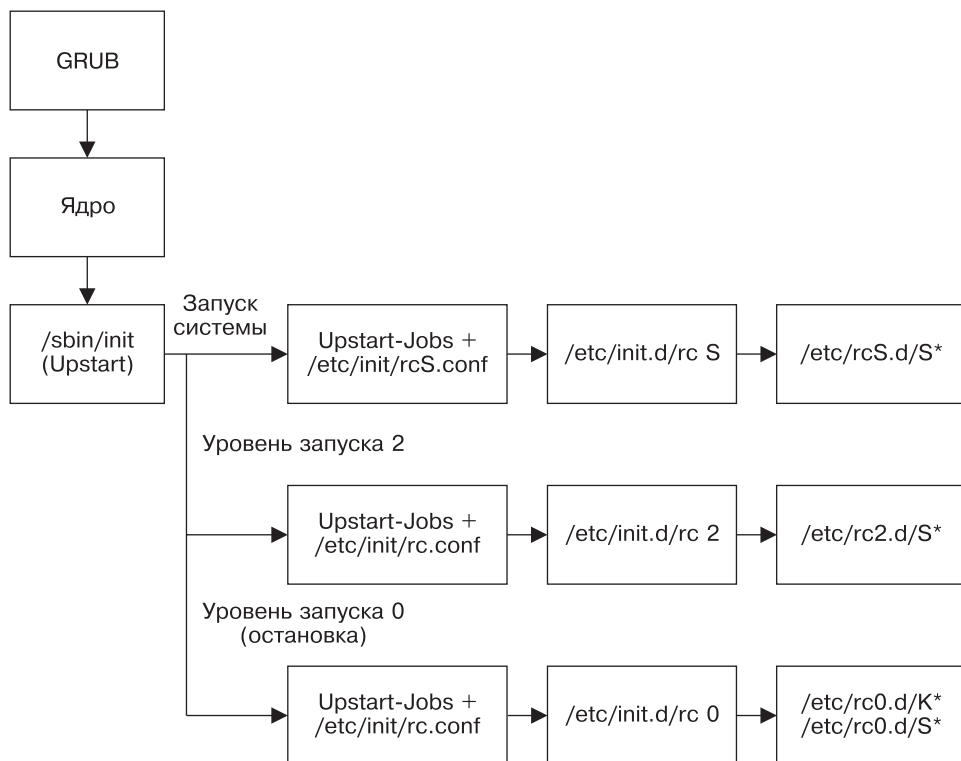 GRUB
Ядро
/sbin/init
(Upstart)
Запуск
системы
Upstart-Jobs +
/etc/init/rcS.conf
/etc/init.d/rc S
/etc/rcS.d/S*
Уровень запуска 2
Upstart-Jobs +
/etc/init/rc.conf
/etc/init.d/rc 2
/etc/rc2.d/S*
Уровень запуска 0
(остановка)
Upstart-Jobs +
/etc/init/rc.conf
/etc/init.d/rc 0
/etc/rc0.d/K*
/etc/rc0.d/S*